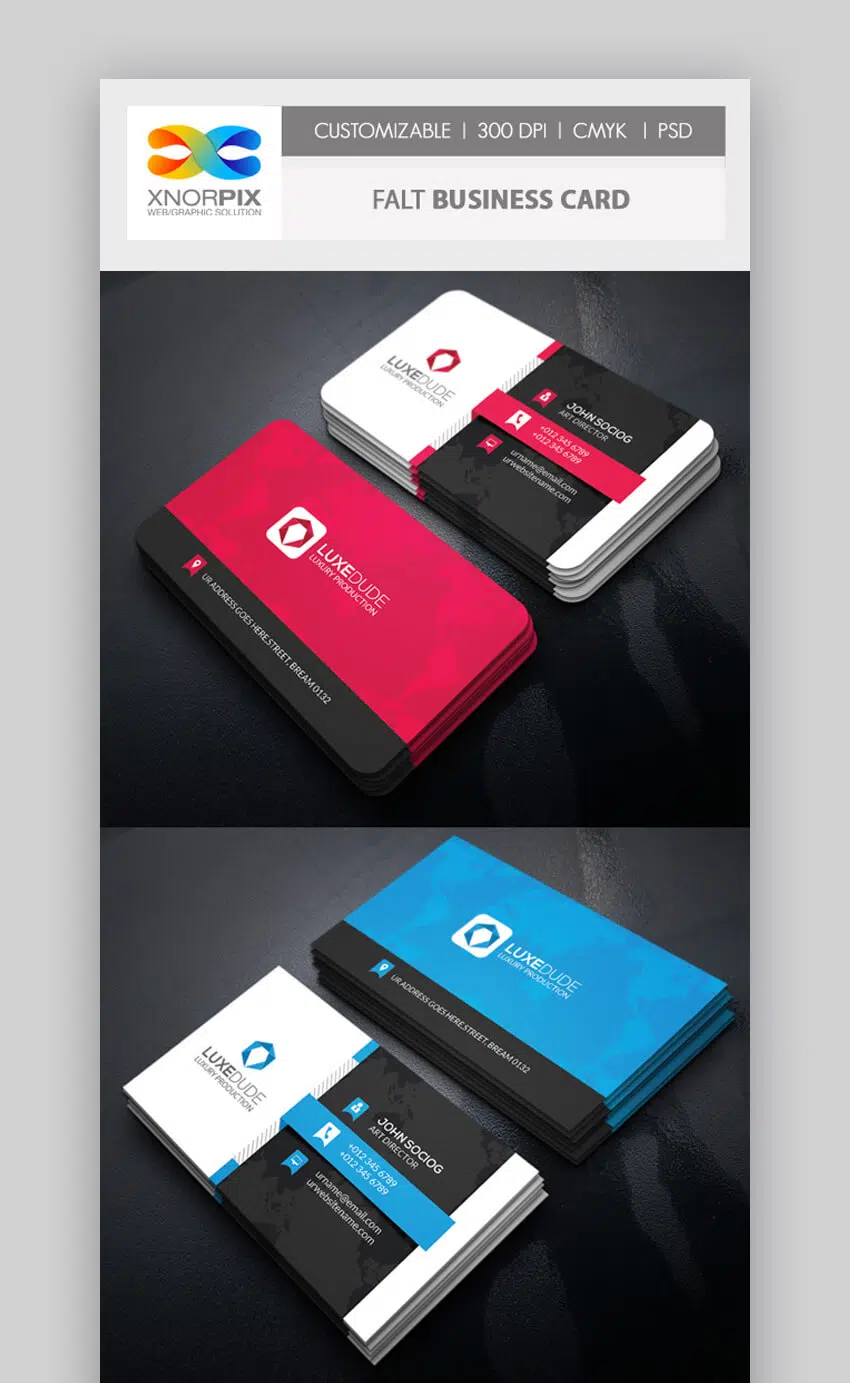 CUSTOMIZABLE | 300 DPI | CMYK | PSD
XNORPIX
WEB/GRAPHIC SOLUTION
FALT BUSINESS CARD
LUXEDUDE
LUXURY PRODUCTION
JOHN SOCIOG
ART DIRECTOR
+012 345 6789
+012 345 6789
urname@email.com
urwebsitename.com
LUXEDUDE
LUXURY PRODUCTION
UR ADDRESS GOES HERE STREET, BREAM 0132
LUXEDUDE
LUXURY PRODUCTION
UR ADDRESS GOES HERE STREET, BREAM 0132
LUXEDUDE
LUXURY PRODUCTION
JOHN SOCIOG
ART DIRECTOR
+012 345 6789
+012 345 6789
urname@email.com
urwebsitename.com